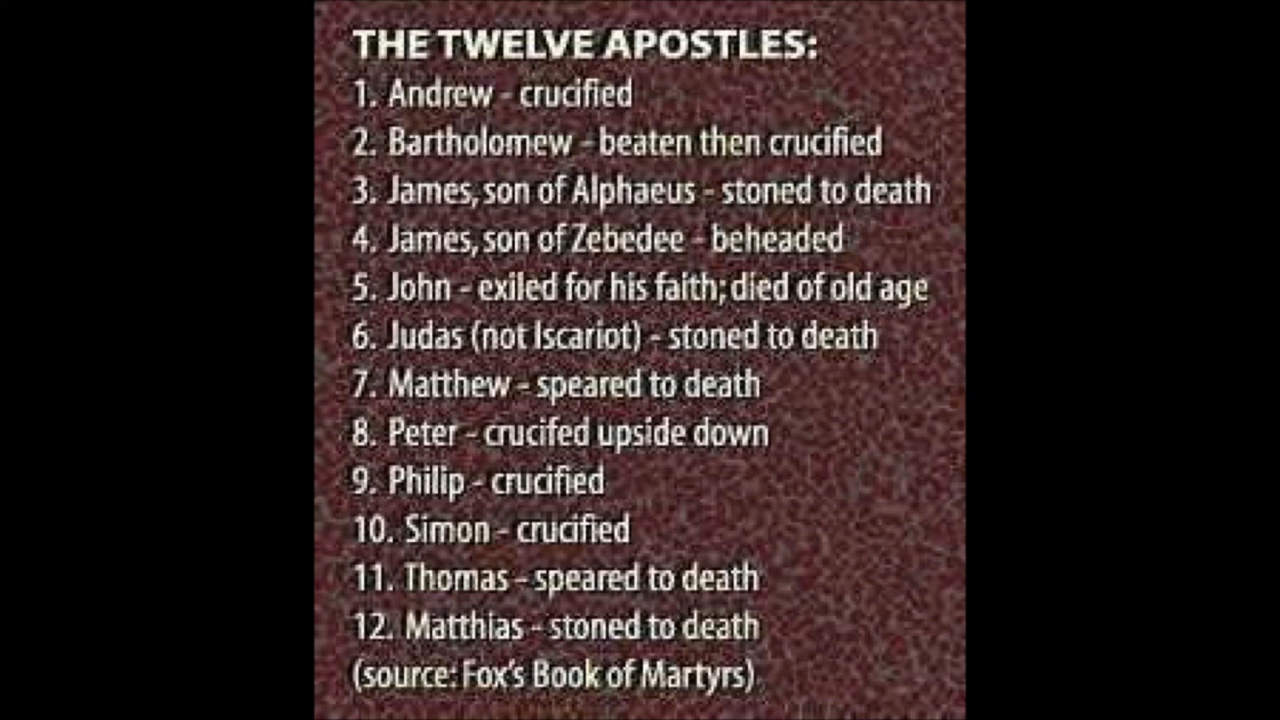 THE TWELVE APOSTLES:
1. Andrew - crucified
2. Bartholomew - beaten then crucified
3. James, son of Alphaeus - stoned to death
4. James, son of Zebedee - beheaded
5. John - exiled for his faith; died of old age
6. Judas (not Iscariot) - stoned to death
7. Matthew - speared to death
8. Peter - crucifed upside down
9. Philip - crucified
10. Simon - crucified
11. Thomas - speared to death
12. Matthias - stoned to death
(source: Fox's Book of Martyrs)